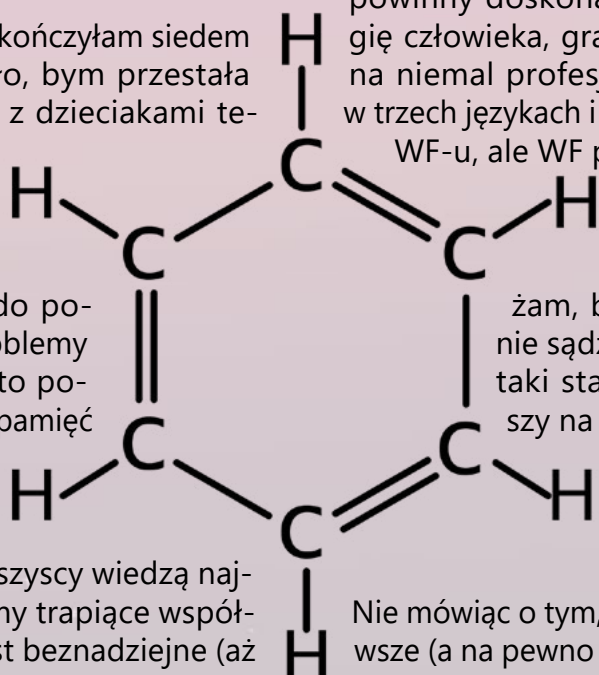 kończyłam siedem
ło, bym przestała
z dzieciakami te-
do po-
oblemy
to po-
pamięć
szyscy wiedzą naj-
ny trapiące współ-
st beznadziejne (aż
H
C
H
C
C
H
H
C
C
H
C
H
powinny doskona
gię człowieka, gra
na niemal profesj
w trzech językach i
WF-u, ale WF p
żam, b
nie sądz
taki sta
szy na
Nie mówiąc o tym,
wsze (a na pewno